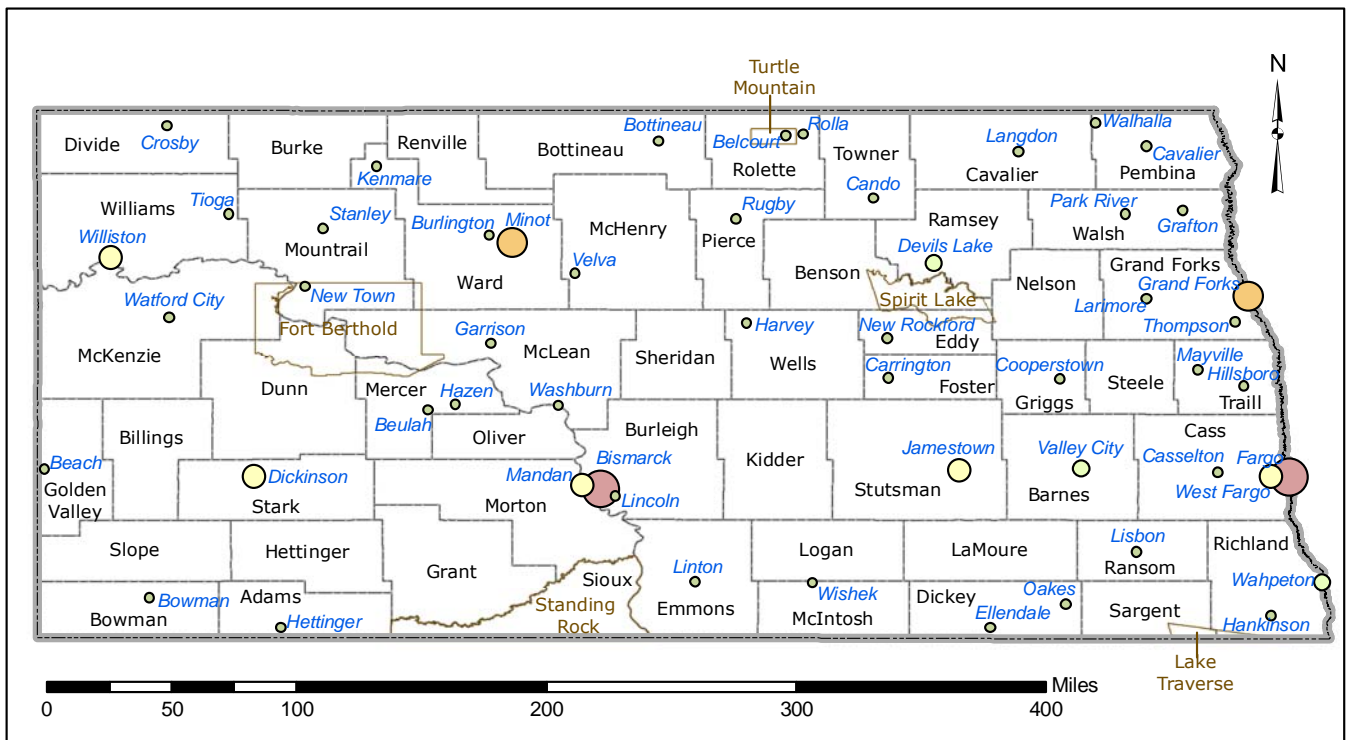 Turtle
Mountain
N
Divide
Crosby
Burke
Renville
Bottineau
Bottineau
Belcourt
Rolla
Rolette
Towner
Langdon
Cavalier
Walhalla
Cavalier
Pembina
Kenmare
Williams
Tioga
Stanley
Mountrail
Burlington
Minot
Ward
McHenry
Velva
Rugby
Pierce
Cando
Ramsey
Devils Lake
Benson
Park River
Walsh
Grafton
Williston
Nelson
Grand Forks
Grand Forks
Larimore
Thompson
Spirit Lake
Watford City
New Town
Fort Berthold
McKenzie
Garrison
McLean
Sheridan
Harvey
Wells
New Rockford
Eddy
Carrington
Foster
Cooperstown
Griggs
Steele
Mayville
Hillsboro
Traill
Dunn
Mercer
Hazen
Beulah
Washburn
Oliver
Billings
Burleigh
Kidder
Cass
Beach
Golden
Valley
Dickinson
Stark
Mandan
Bismarck
Lincoln
Morton
Jamestown
Stutsman
Valley City
Barnes
Casselton
Fargo
West Fargo
Slope
Hettinger
Grant
Sioux
Linton
Emmons
Logan
LaMoure
Lisbon
Ransom
Richland
Wahpeton
Bowman
Bowman
Adams
Hettinger
Standing
Rock
Wishek
McIntosh
Dickey
Oakes
Ellendale
Sargent
Hankinson
Lake
Traverse
Miles
0
50
100
200
300
400